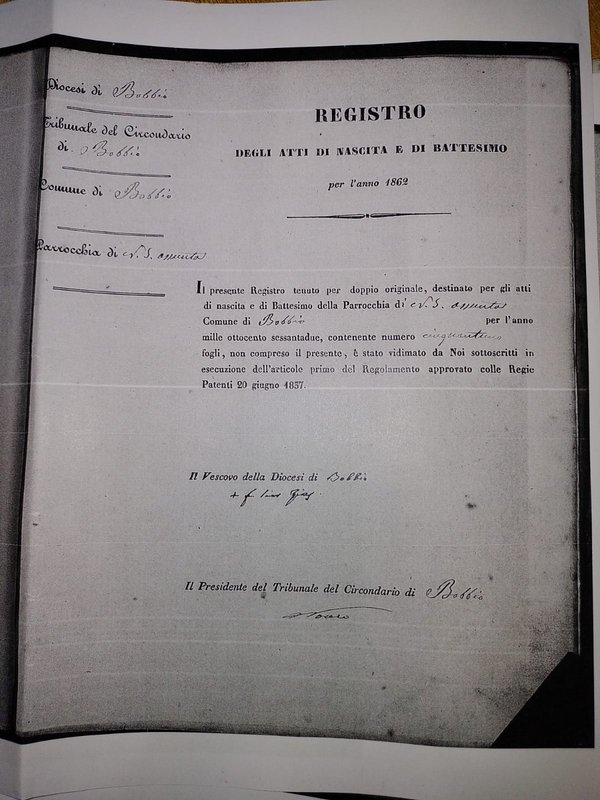 Diocesi di Bobbio
Tribunale del Circondario
di Bobbio
Comune di Bobbio
Parrocchia di N. S. assunta
REGISTRO
DEGLI ATTI DI NASCITA E DI BATTESIMO
per l'anno 1862
Il presente Registro tenuto per doppio originale, destinato per gli atti
di nascita e di Battesimo della Parrocchia di N. S. assunta
Comune di Bobbio per l'anno
mille ottocento sessantadue, contenente numero
fogli, non compreso il presente, è stato vidimato da Noi sottoscritti in
esecuzione dell'articolo primo del Regolamento approvato colle Regie
Patenti 20 giugno 1837.
Il Vescovo della Diocesi di Bobbio
Il Presidente del Tribunale del Circondario di Bobbio